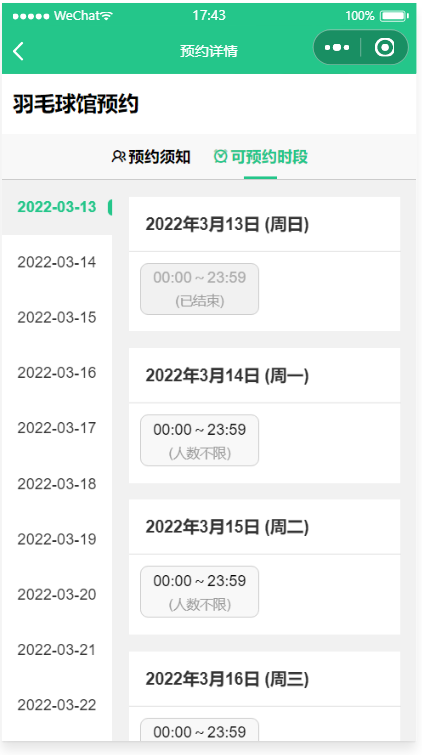 WeChat 17:43 100%
预约详情
羽毛球馆预约
预约须知 可预约时段
2022-03-13
2022-03-14
2022-03-15
2022-03-16
2022-03-17
2022-03-18
2022-03-19
2022-03-20
2022-03-21
2022-03-22
2022年3月13日 (周日)
00:00～23:59
(已结束)
2022年3月14日 (周一)
00:00～23:59
(人数不限)
2022年3月15日 (周二)
00:00～23:59
(人数不限)
2022年3月16日 (周三)
00:00～23:59